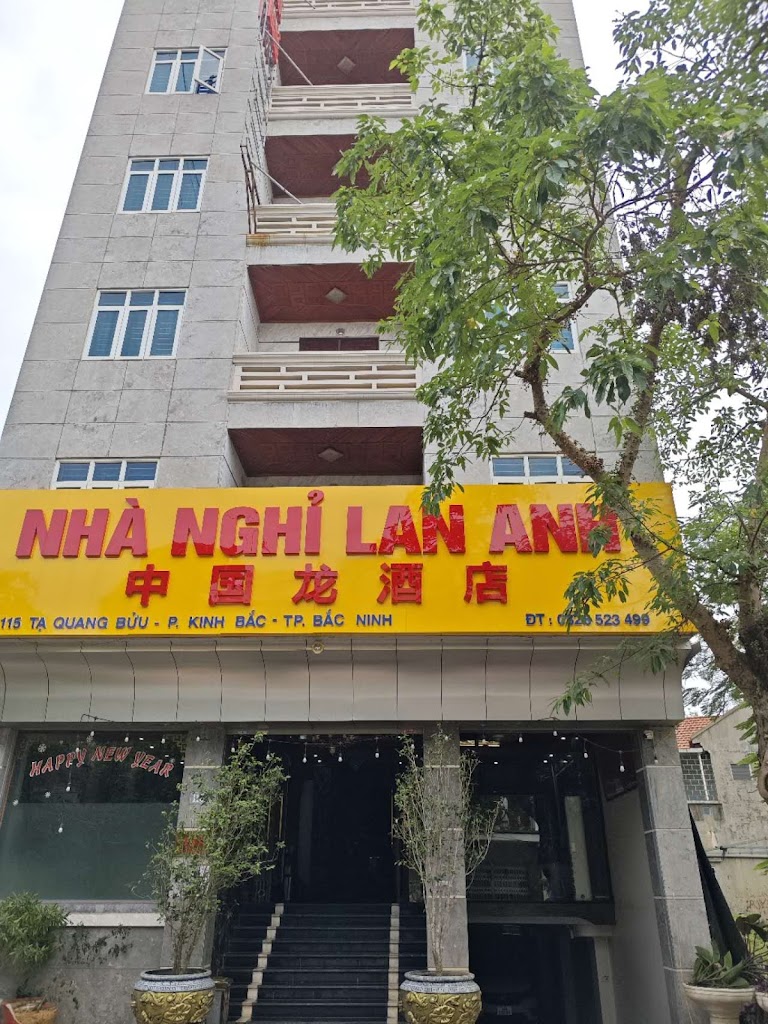 NHÀ NGHỈ LAN ANH
中国龙酒店
115 TẠ QUANG BỬU - P. KINH BẮC - TP. BẮC NINH
ĐT : 0326 523 499
HAPPY NEW YEAR